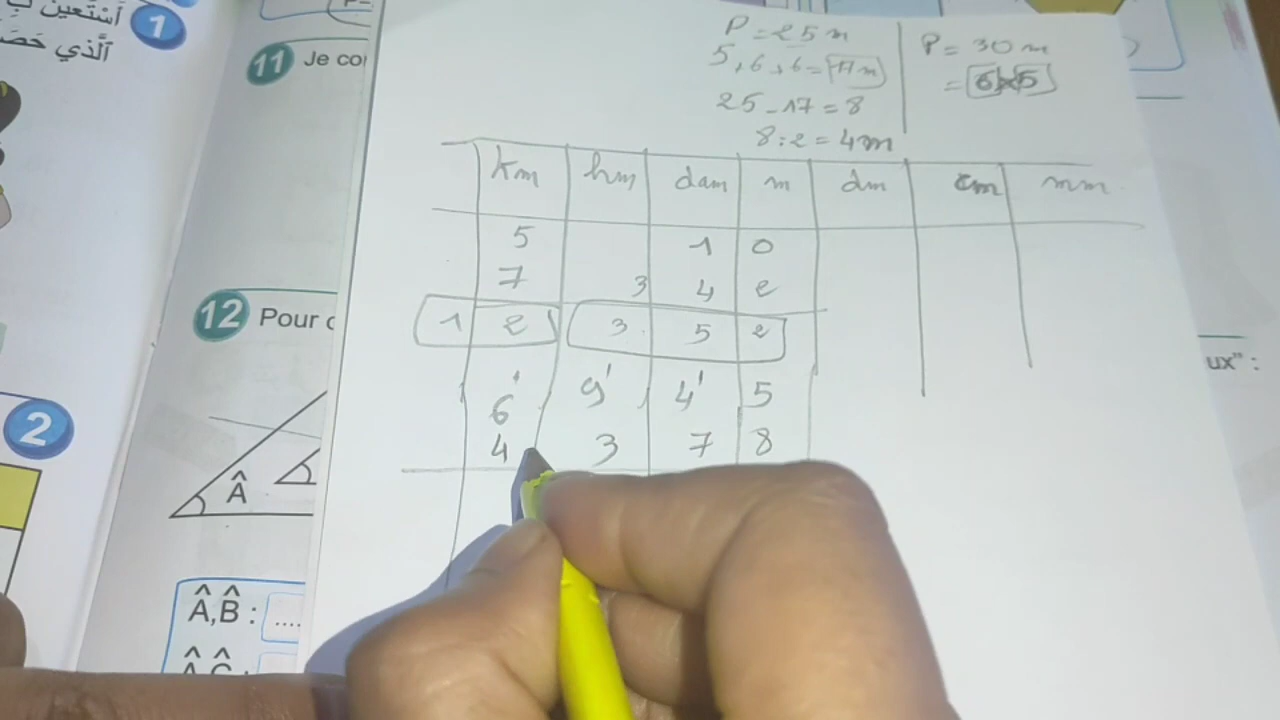 أَسْتَعِينُ
1
اَلَّذِي
11 Je co
12 Pour
2
Â
Â,B̂ : ....
ux" :
P = 25 m
5 + 6 + 6 = 17 m
25 - 17 = 8
8 : 2 = 4 m
P = 30 m
= 6 x 5
km hm dam m dm cm mm
5 1 0
7 3 4 2
1 2 3 5 2
6' 9' 4' 5
4 3 7 8